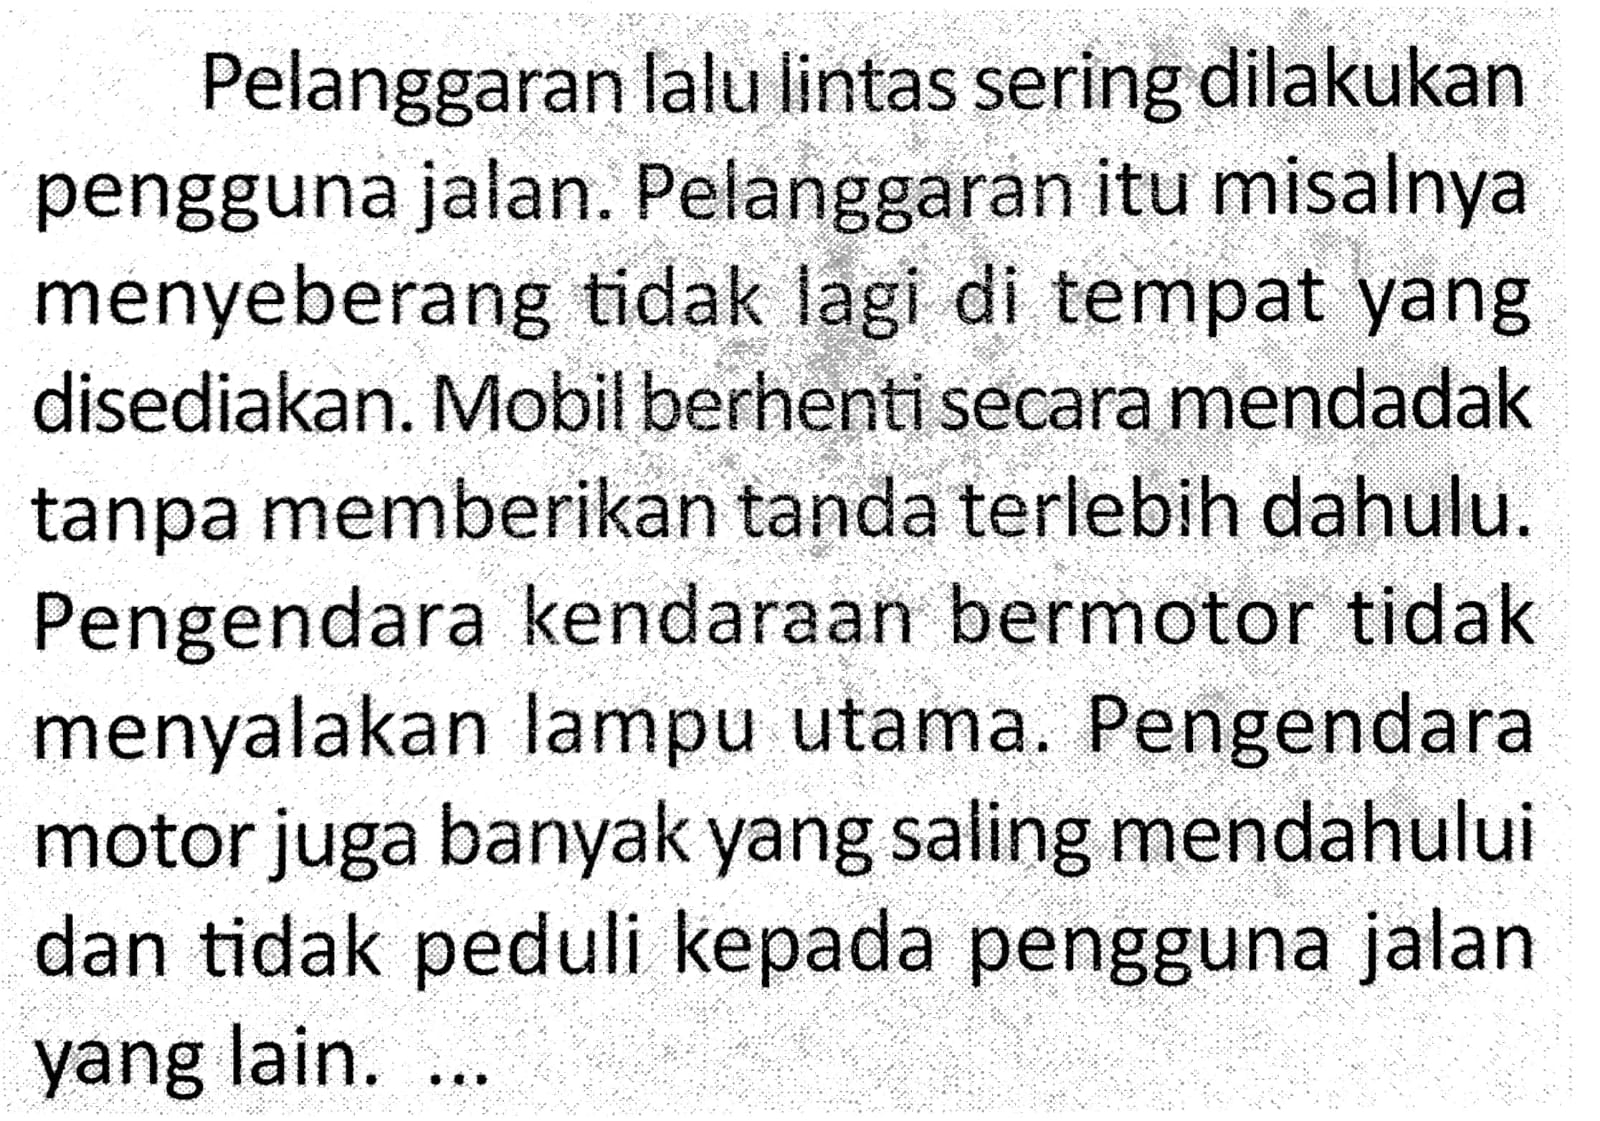 Pelanggaran lalu lintas sering dilakukan
pengguna jalan. Pelanggaran itu misalnya
menyeberang tidak lagi di tempat yang
disediakan. Mobil berhenti secara mendadak
tanpa memberikan tanda terlebih dahulu.
Pengendara kendaraan bermotor tidak
menyalakan lampu utama. Pengendara
motor juga banyak yang saling mendahului
dan tidak peduli kepada pengguna jalan
yang lain. ...